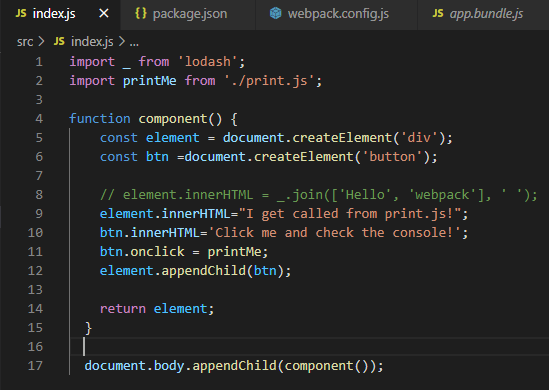 JS index.js × {} package.json webpack.config.js JS app.bundle.js
src > JS index.js > ...
1 import _ from 'lodash';
2 import printMe from './print.js';
3
4 function component() {
5 const element = document.createElement('div');
6 const btn =document.createElement('button');
7
8 // element.innerHTML = _.join(['Hello', 'webpack'], ' ');
9 element.innerHTML="I get called from print.js!";
10 btn.innerHTML='Click me and check the console!';
11 btn.onclick = printMe;
12 element.appendChild(btn);
13
14 return element;
15 }
16
17 document.body.appendChild(component());